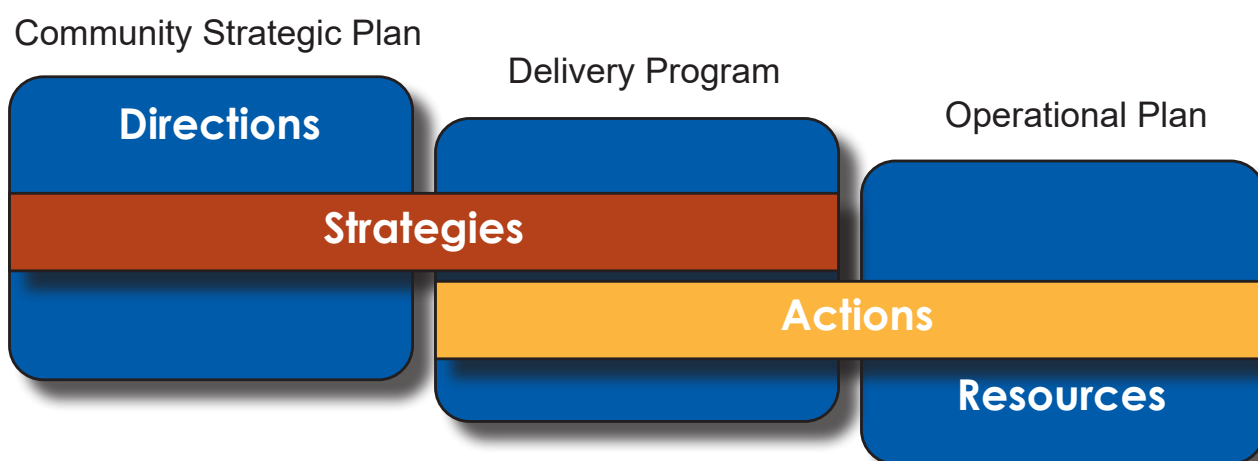 Community Strategic Plan
Delivery Program
Operational Plan
Directions
Strategies
Actions
Resources